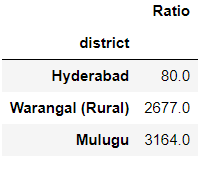 Ratio
district
Hyderabad 80.0
Warangal (Rural) 2677.0
Mulugu 3164.0